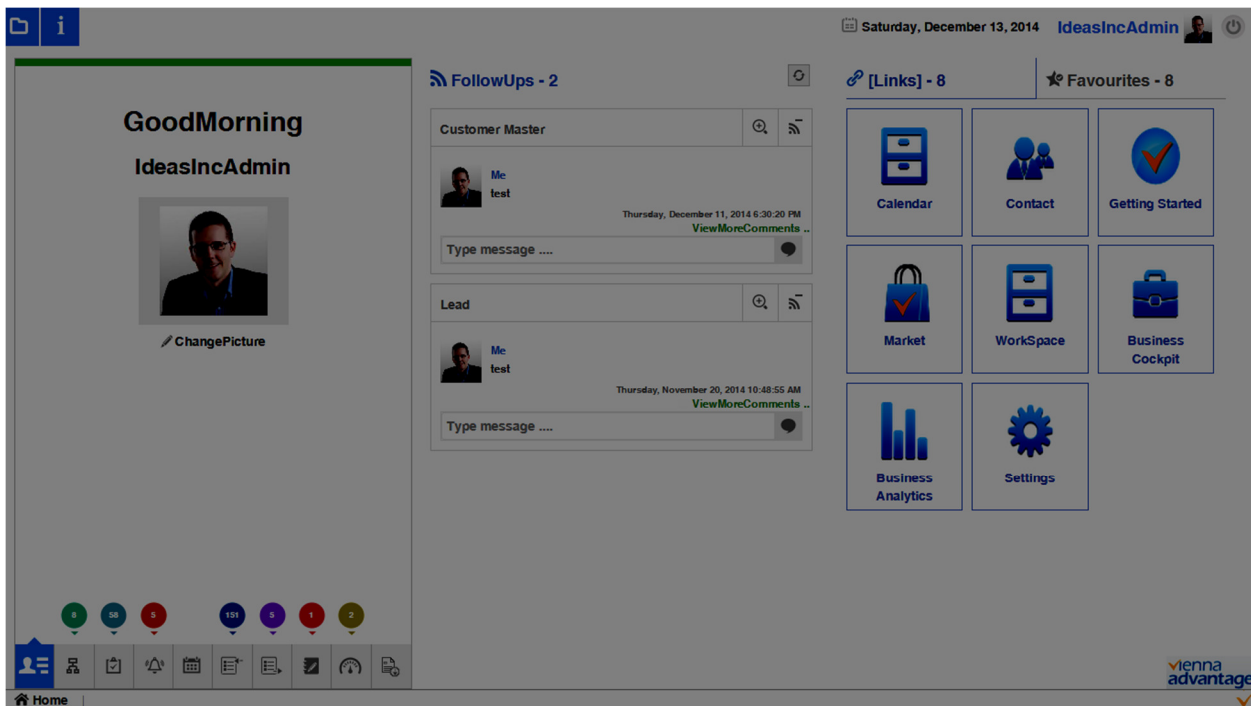 i
Saturday, December 13, 2014
IdeasIncAdmin
GoodMorning
IdeasIncAdmin
ChangePicture
8
58
5
151
5
1
2
FollowUps - 2
Customer Master
Me
test
Thursday, December 11, 2014 6:30:20 PM
ViewMoreComments ..
Type message ....
Lead
Me
test
Thursday, November 20, 2014 10:48:55 AM
ViewMoreComments ..
Type message ....
[Links] - 8
Favourites - 8
Calendar
Contact
Getting Started
Market
WorkSpace
Business
Cockpit
Business
Analytics
Settings
vienna
advantage
Home